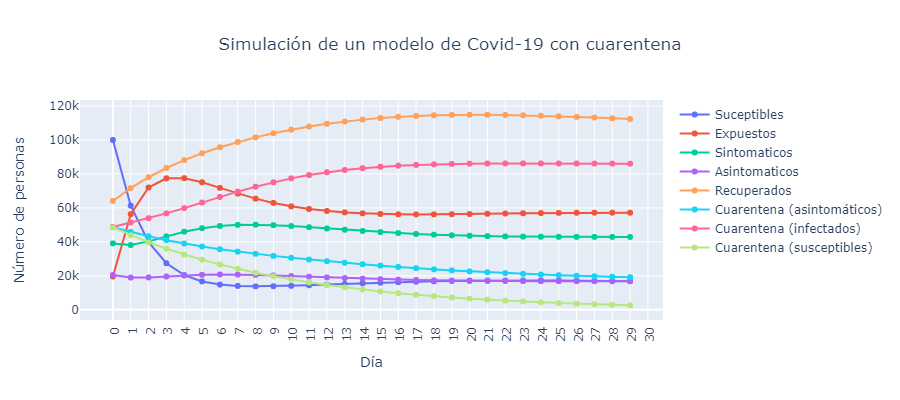 Simulación de un modelo de Covid-19 con cuarentena
Número de personas
120k
100k
80k
60k
40k
20k
0
0 1 2 3 4 5 6 7 8 9 10 11 12 13 14 15 16 17 18 19 20 21 22 23 24 25 26 27 28 29 30
Día
Suceptibles
Expuestos
Sintomaticos
Asintomaticos
Recuperados
Cuarentena (asintomáticos)
Cuarentena (infectados)
Cuarentena (susceptibles)